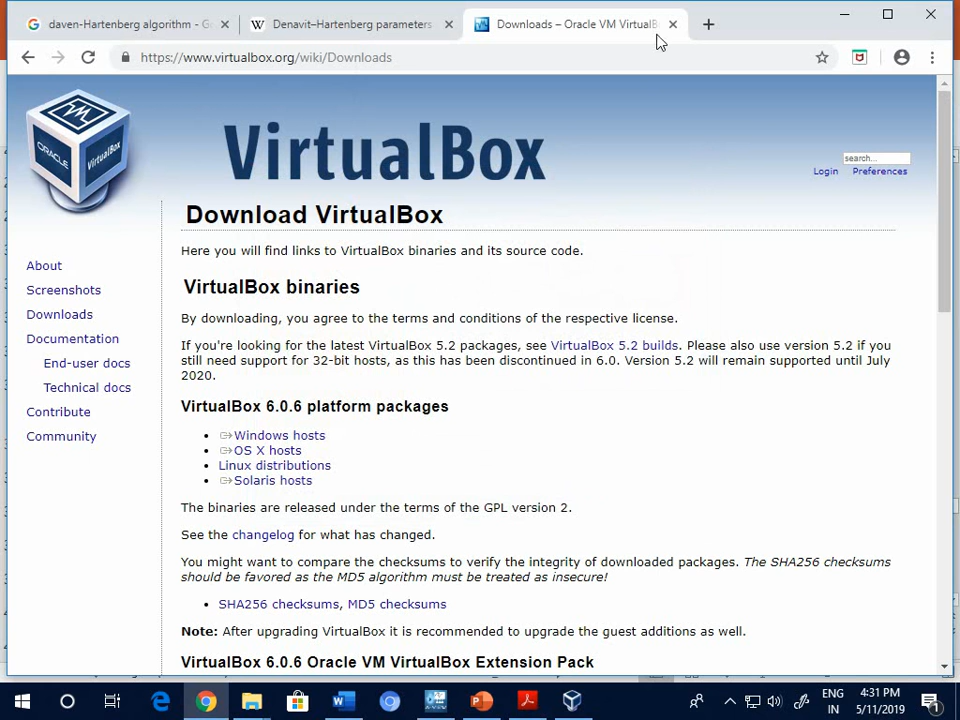 daven-Hartenberg algorithm - G
Denavit–Hartenberg parameters
Downloads – Oracle VM VirtualB
https://www.virtualbox.org/wiki/Downloads
ORACLE
VirtualBox
VirtualBox
search...
Login Preferences
Download VirtualBox
Here you will find links to VirtualBox binaries and its source code.
About
Screenshots
Downloads
Documentation
End-user docs
Technical docs
Contribute
Community
VirtualBox binaries
By downloading, you agree to the terms and conditions of the respective license.
If you're looking for the latest VirtualBox 5.2 packages, see VirtualBox 5.2 builds. Please also use version 5.2 if you
still need support for 32-bit hosts, as this has been discontinued in 6.0. Version 5.2 will remain supported until July
2020.
VirtualBox 6.0.6 platform packages
Windows hosts
OS X hosts
Linux distributions
Solaris hosts
The binaries are released under the terms of the GPL version 2.
See the changelog for what has changed.
You might want to compare the checksums to verify the integrity of downloaded packages. The SHA256 checksums
should be favored as the MD5 algorithm must be treated as insecure!
SHA256 checksums, MD5 checksums
Note: After upgrading VirtualBox it is recommended to upgrade the guest additions as well.
VirtualBox 6.0.6 Oracle VM VirtualBox Extension Pack
ENG
IN
4:31 PM
5/11/2019
1